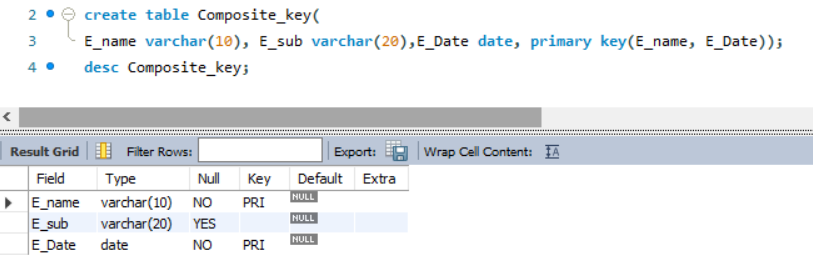 2 create table Composite_key(
3 E_name varchar(10), E_sub varchar(20),E_Date date, primary key(E_name, E_Date));
4 desc Composite_key;
Result Grid Filter Rows: Export: Wrap Cell Content: IA
Field Type Null Key Default Extra
E_name varchar(10) NO PRI NULL
E_sub varchar(20) YES NULL
E_Date date NO PRI NULL